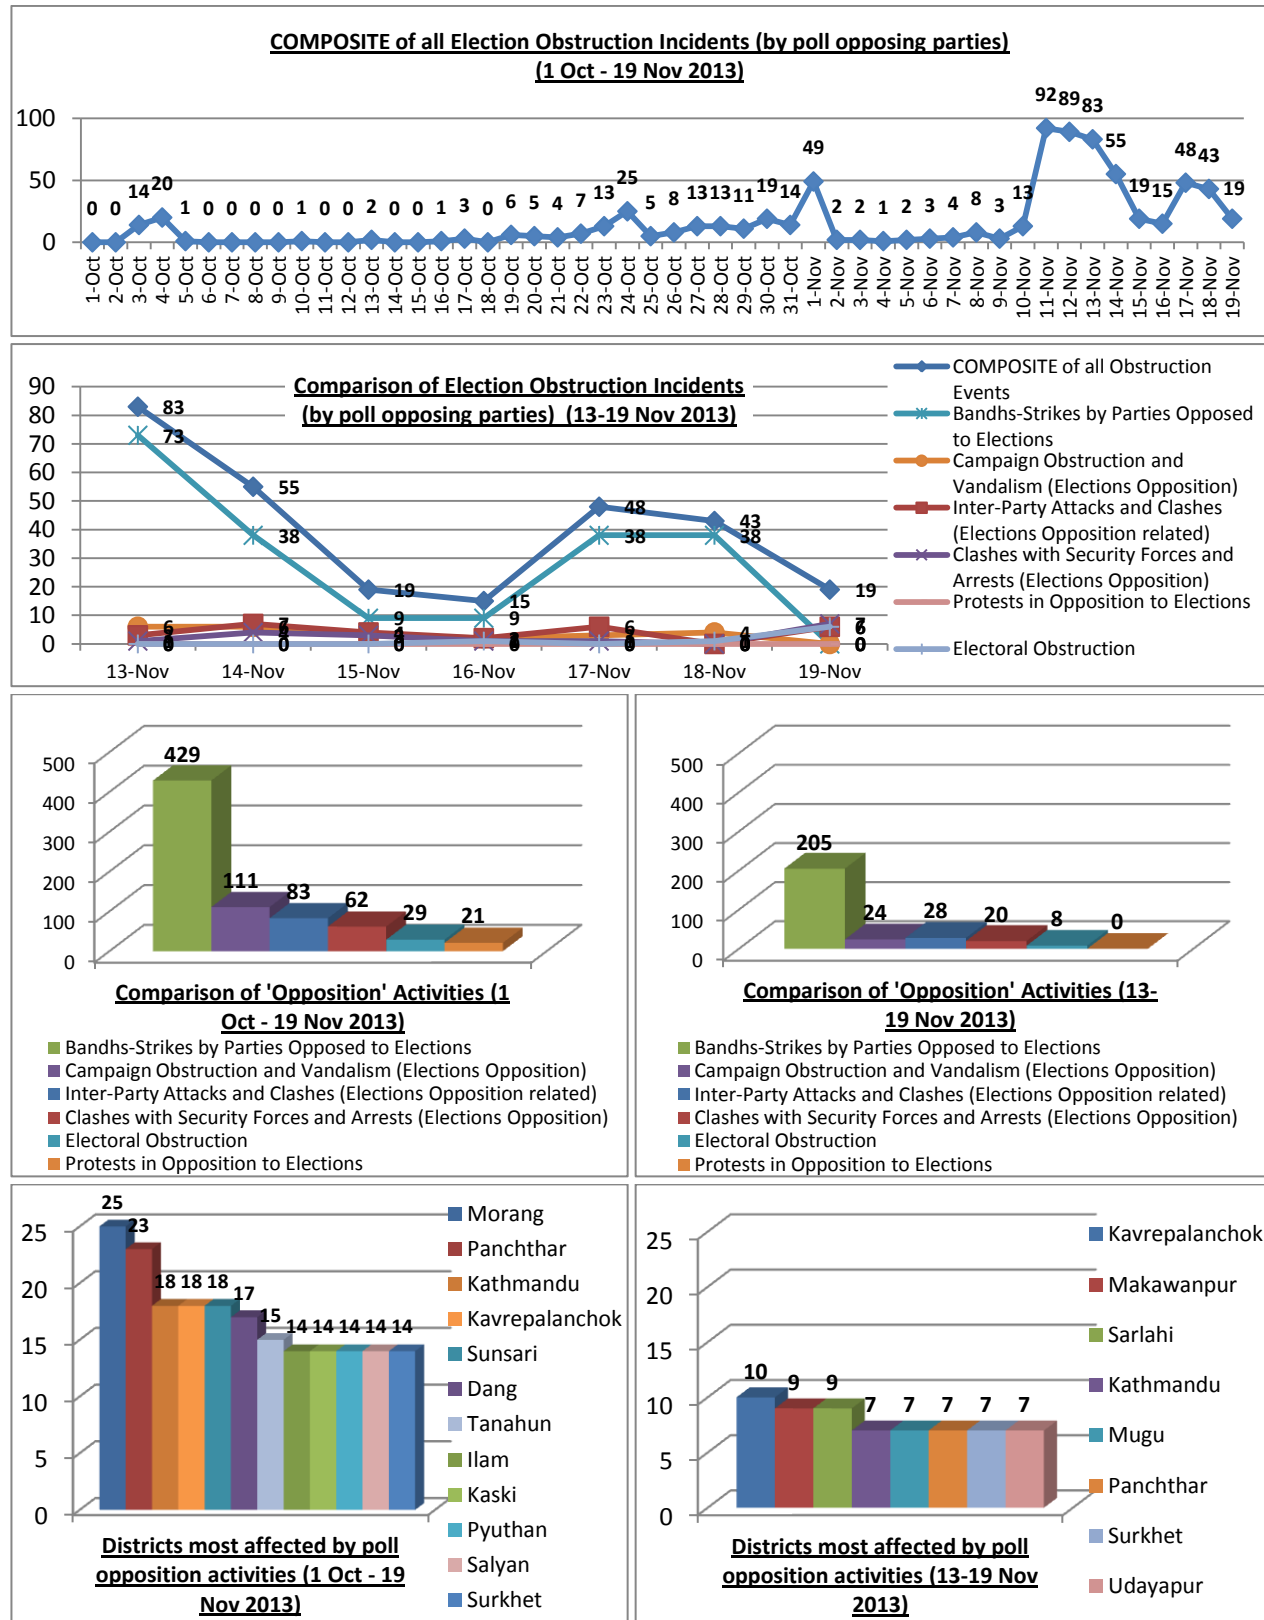 COMPOSITE of all Election Obstruction Incidents (by poll opposing parties)
(1 Oct - 19 Nov 2013)
100
50
0
0 0 14 20 1 0 0 0 0 1 0 0 2 0 0 1 3 0 6 5 4 7 13 25 5 8 13 13 11 19 14 49 2 2 1 2 3 4 8 3 13 92 89 83 55 19 15 48 43 19
1-Oct 2-Oct 3-Oct 4-Oct 5-Oct 6-Oct 7-Oct 8-Oct 9-Oct 10-Oct 11-Oct 12-Oct 13-Oct 14-Oct 15-Oct 16-Oct 17-Oct 18-Oct 19-Oct 20-Oct 21-Oct 22-Oct 23-Oct 24-Oct 25-Oct 26-Oct 27-Oct 28-Oct 29-Oct 30-Oct 31-Oct 1-Nov 2-Nov 3-Nov 4-Nov 5-Nov 6-Nov 7-Nov 8-Nov 9-Nov 10-Nov 11-Nov 12-Nov 13-Nov 14-Nov 15-Nov 16-Nov 17-Nov 18-Nov 19-Nov
Comparison of Election Obstruction Incidents
(by poll opposing parties) (13-19 Nov 2013)
90
80
70
60
50
40
30
20
10
0
83 55 19 15 48 43 19
73 38 9 9 38 38
6 7 4 6 4 7
6
0 0 0 0 0 0 0
13-Nov 14-Nov 15-Nov 16-Nov 17-Nov 18-Nov 19-Nov
COMPOSITE of all Obstruction
Events
Bandhs-Strikes by Parties Opposed
to Elections
Campaign Obstruction and
Vandalism (Elections Opposition)
Inter-Party Attacks and Clashes
(Elections Opposition related)
Clashes with Security Forces and
Arrests (Elections Opposition)
Protests in Opposition to Elections
Electoral Obstruction
500
400
300
200
100
0
429 111 83 62 29 21
Comparison of 'Opposition' Activities (1
Oct - 19 Nov 2013)
Bandhs-Strikes by Parties Opposed to Elections
Campaign Obstruction and Vandalism (Elections Opposition)
Inter-Party Attacks and Clashes (Elections Opposition related)
Clashes with Security Forces and Arrests (Elections Opposition)
Electoral Obstruction
Protests in Opposition to Elections
500
400
300
200
100
0
205 24 28 20 8 0
Comparison of 'Opposition' Activities (13-
19 Nov 2013)
Bandhs-Strikes by Parties Opposed to Elections
Campaign Obstruction and Vandalism (Elections Opposition)
Inter-Party Attacks and Clashes (Elections Opposition related)
Clashes with Security Forces and Arrests (Elections Opposition)
Electoral Obstruction
Protests in Opposition to Elections
25
20
15
10
5
0
25 23 18 18 18 17 15 14 14 14 14 14
Districts most affected by poll
opposition activities (1 Oct - 19
Nov 2013)
Morang
Panchthar
Kathmandu
Kavrepalanchok
Sunsari
Dang
Tanahun
Ilam
Kaski
Pyuthan
Salyan
Surkhet
25
20
15
10
5
0
10 9 9 7 7 7 7 7
Districts most affected by poll
opposition activities (13-19 Nov
2013)
Kavrepalanchok
Makawanpur
Sarlahi
Kathmandu
Mugu
Panchthar
Surkhet
Udayapur